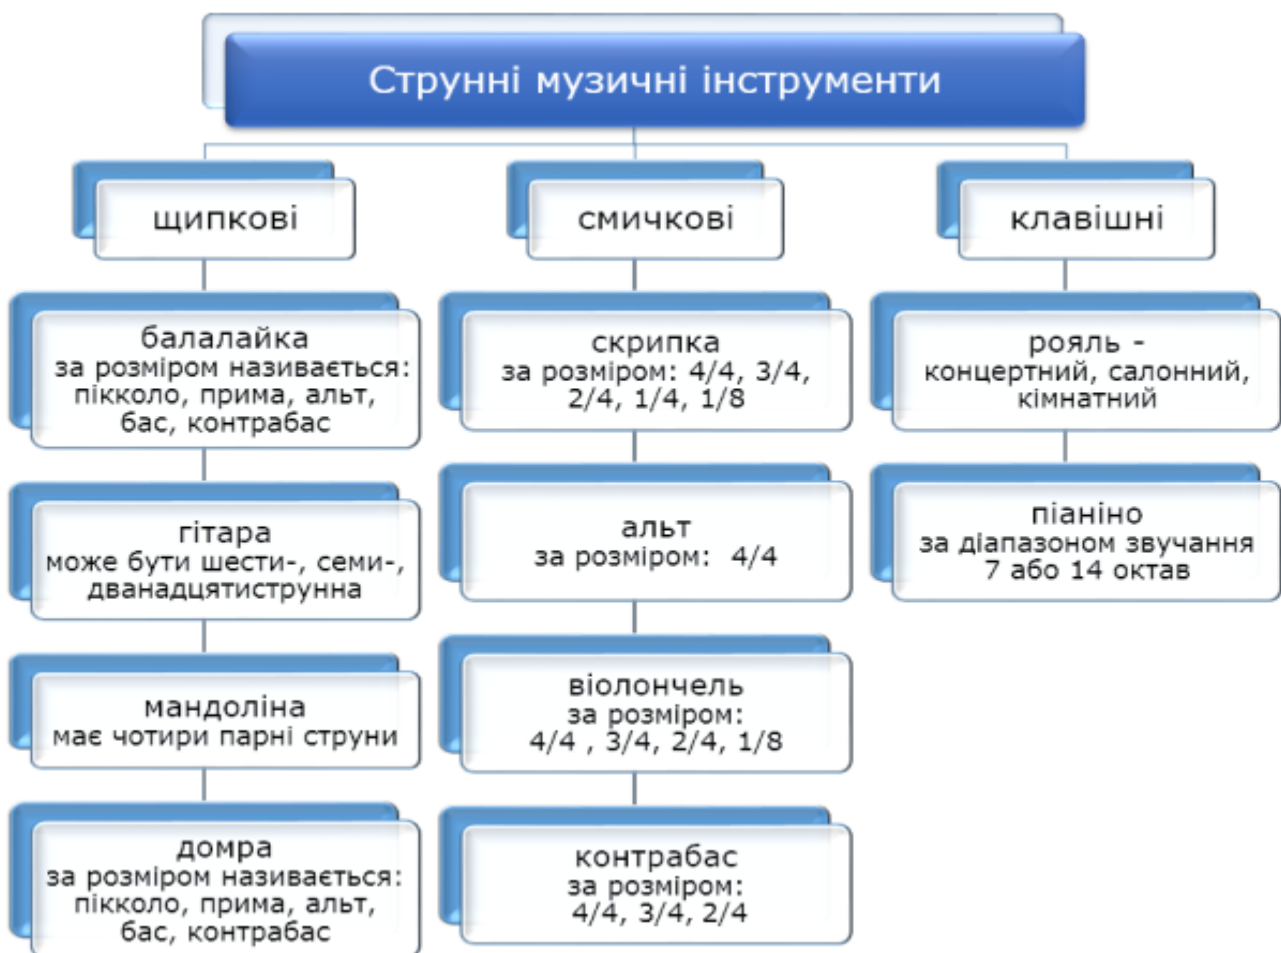 Струнні музичні інструменти
щипкові
балалайка
за розміром називається:
пікколо, прима, альт,
бас, контрабас
гітара
може бути шести-, семи-,
дванадцятиструнна
мандоліна
має чотири парні струни
домра
за розміром називається:
пікколо, прима, альт,
бас, контрабас
смичкові
скрипка
за розміром: 4/4, 3/4,
2/4, 1/4, 1/8
альт
за розміром: 4/4
віолончель
за розміром:
4/4 , 3/4, 2/4, 1/8
контрабас
за розміром:
4/4, 3/4, 2/4
клавішні
рояль -
концертний, салонний,
кімнатний
піаніно
за діапазоном звучання
7 або 14 октав